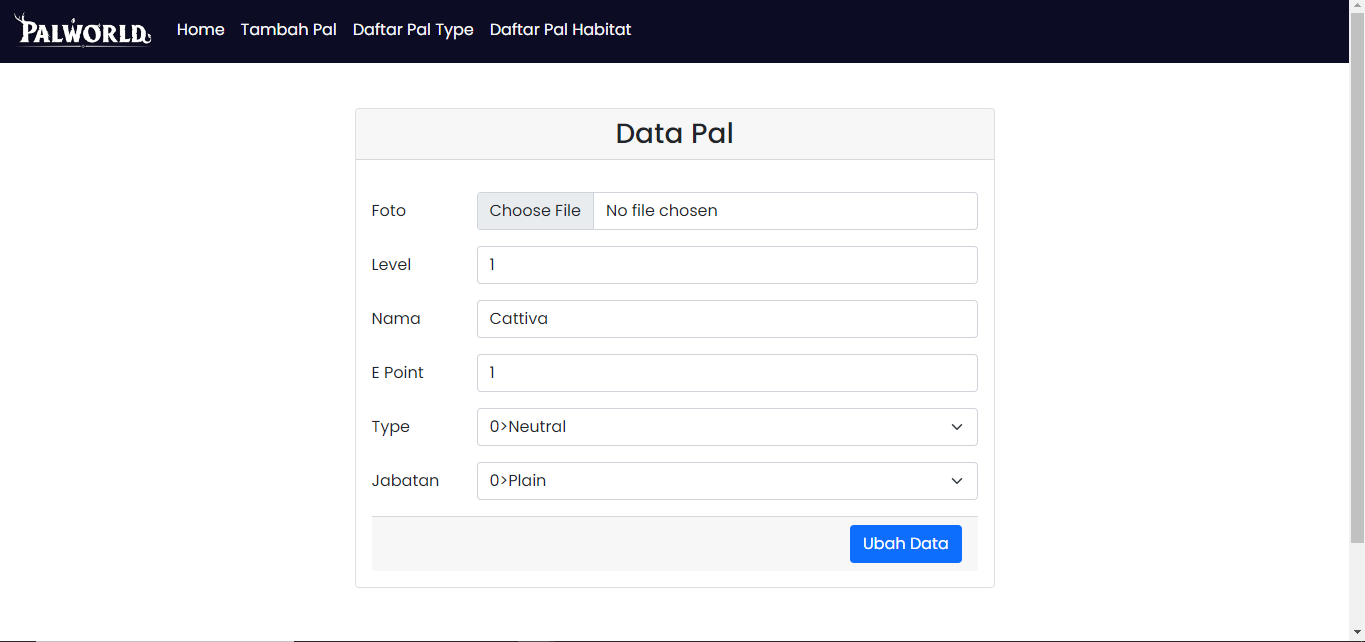 PALWORLD Home Tambah Pal Daftar Pal Type Daftar Pal Habitat
Data Pal
Foto Choose File No file chosen
Level 1
Nama Cattiva
E Point 1
Type 0>Neutral
Jabatan 0>Plain
Ubah Data